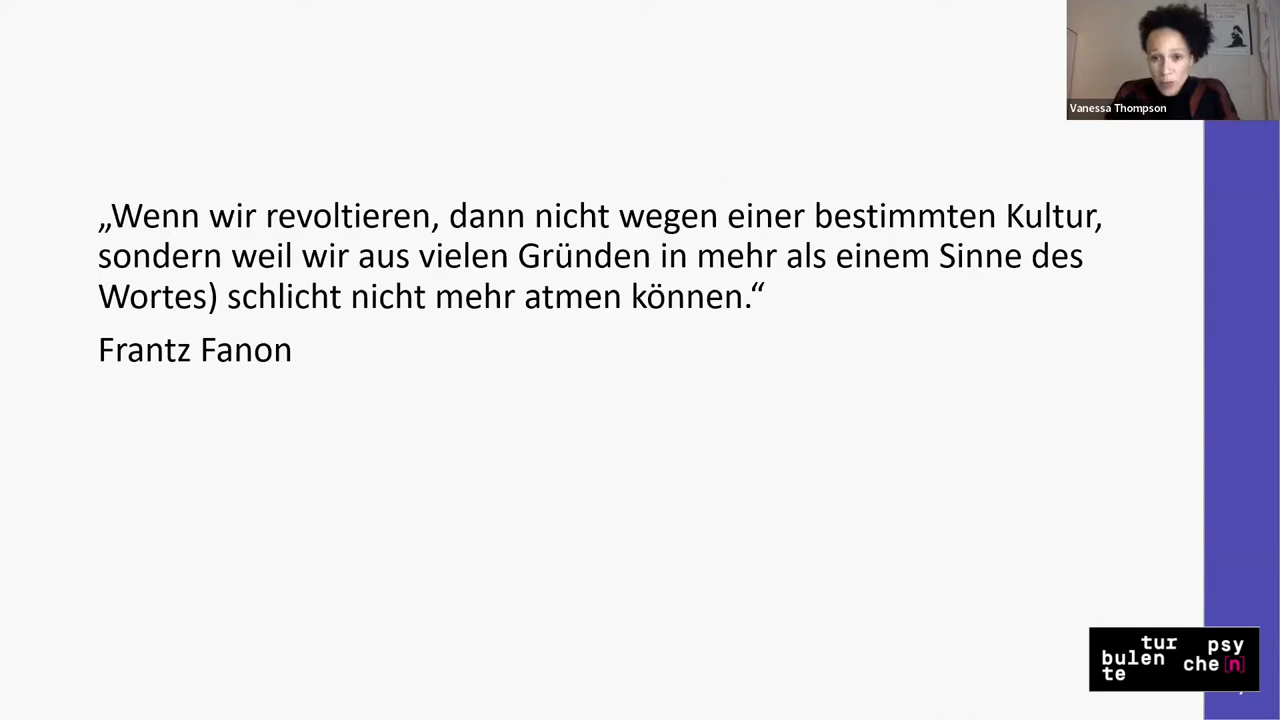 Vanessa Thompson
„Wenn wir revoltieren, dann nicht wegen einer bestimmten Kultur,
sondern weil wir aus vielen Gründen in mehr als einem Sinne des
Wortes) schlicht nicht mehr atmen können.“
Frantz Fanon
tur
bulen
te
psy
che[n]